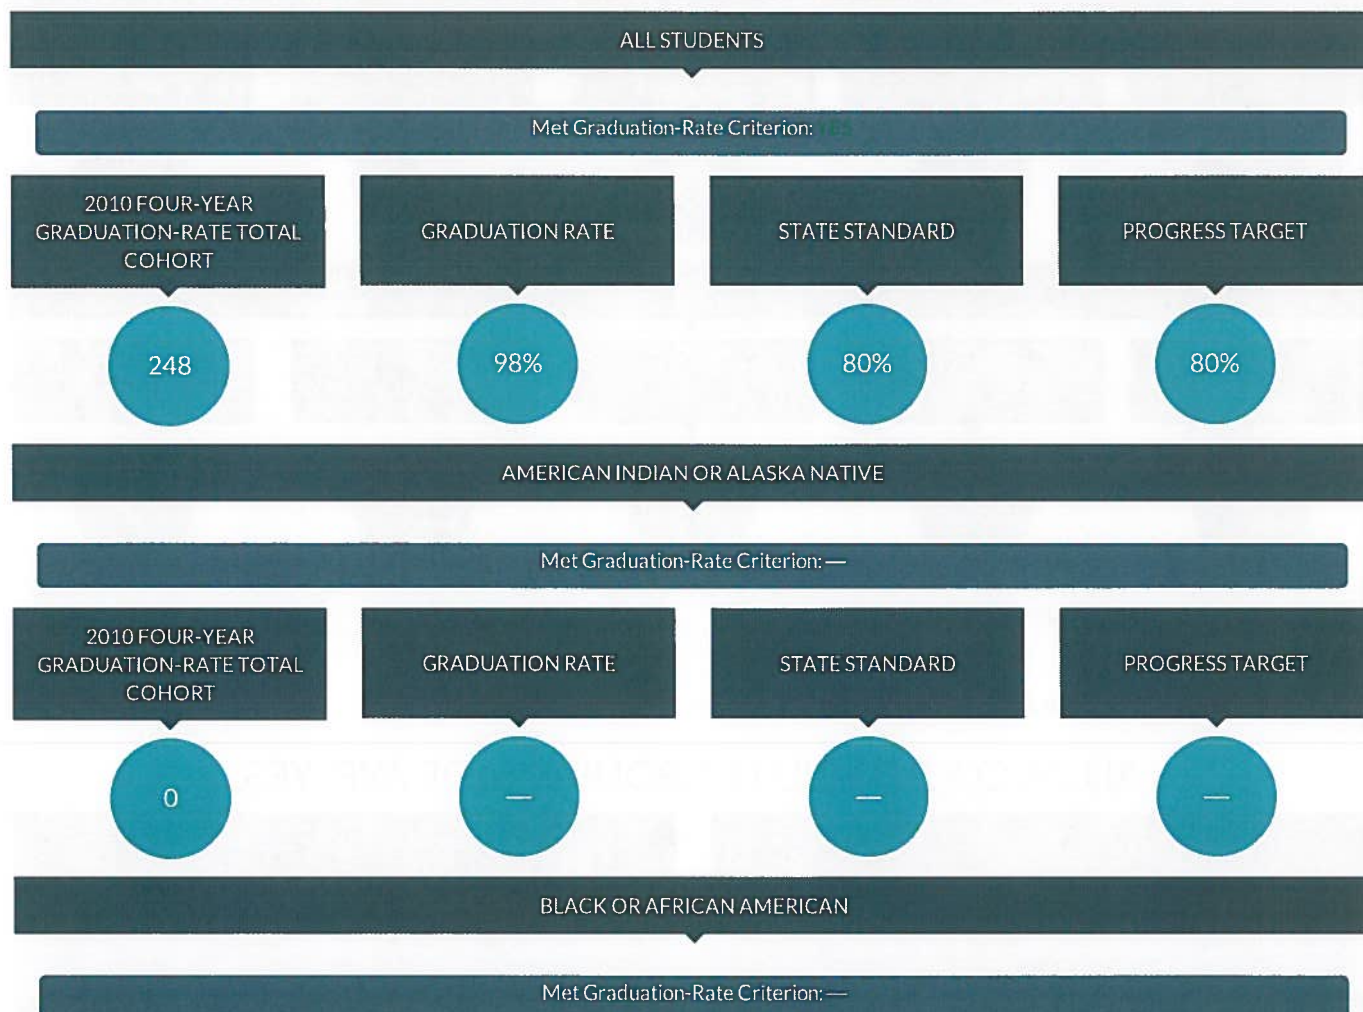 ALL STUDENTS
Met Graduation-Rate Criterion: YES
2010 FOUR-YEAR
GRADUATION-RATE TOTAL
COHORT
GRADUATION RATE
STATE STANDARD
PROGRESS TARGET
248
98%
80%
80%
AMERICAN INDIAN OR ALASKA NATIVE
Met Graduation-Rate Criterion: —
2010 FOUR-YEAR
GRADUATION-RATE TOTAL
COHORT
GRADUATION RATE
STATE STANDARD
PROGRESS TARGET
0
—
—
—
BLACK OR AFRICAN AMERICAN
Met Graduation-Rate Criterion: —